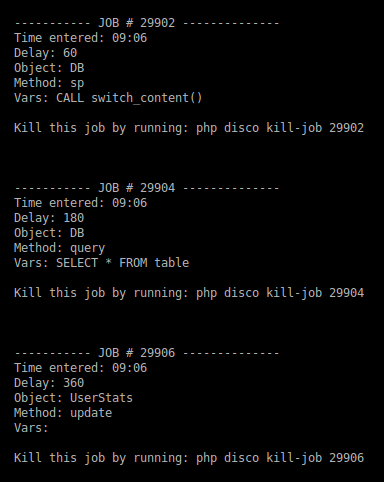 ----------- JOB # 29902 --------------
Time entered: 09:06
Delay: 60
Object: DB
Method: sp
Vars: CALL switch_content()
Kill this job by running: php disco kill-job 29902
----------- JOB # 29904 --------------
Time entered: 09:06
Delay: 180
Object: DB
Method: query
Vars: SELECT * FROM table
Kill this job by running: php disco kill-job 29904
----------- JOB # 29906 --------------
Time entered: 09:06
Delay: 360
Object: UserStats
Method: update
Vars:
Kill this job by running: php disco kill-job 29906